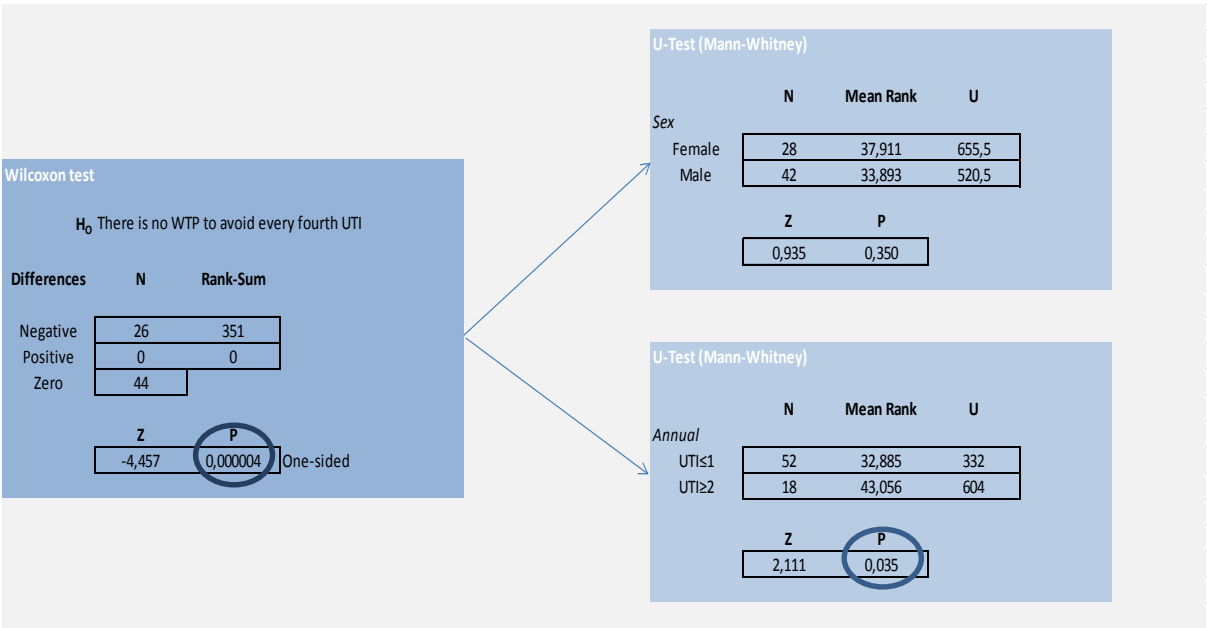 Wilcoxon test
H0 There is no WTP to avoid every fourth UTI
Differences N Rank-Sum
Negative 26 351
Positive 0 0
Zero 44
Z P
-4,457 0,000004 One-sided
U-Test (Mann-Whitney)
N Mean Rank U
Sex
Female 28 37,911 655,5
Male 42 33,893 520,5
Z P
0,935 0,350
U-Test (Mann-Whitney)
N Mean Rank U
Annual
UTI≤1 52 32,885 332
UTI≥2 18 43,056 604
Z P
2,111 0,035